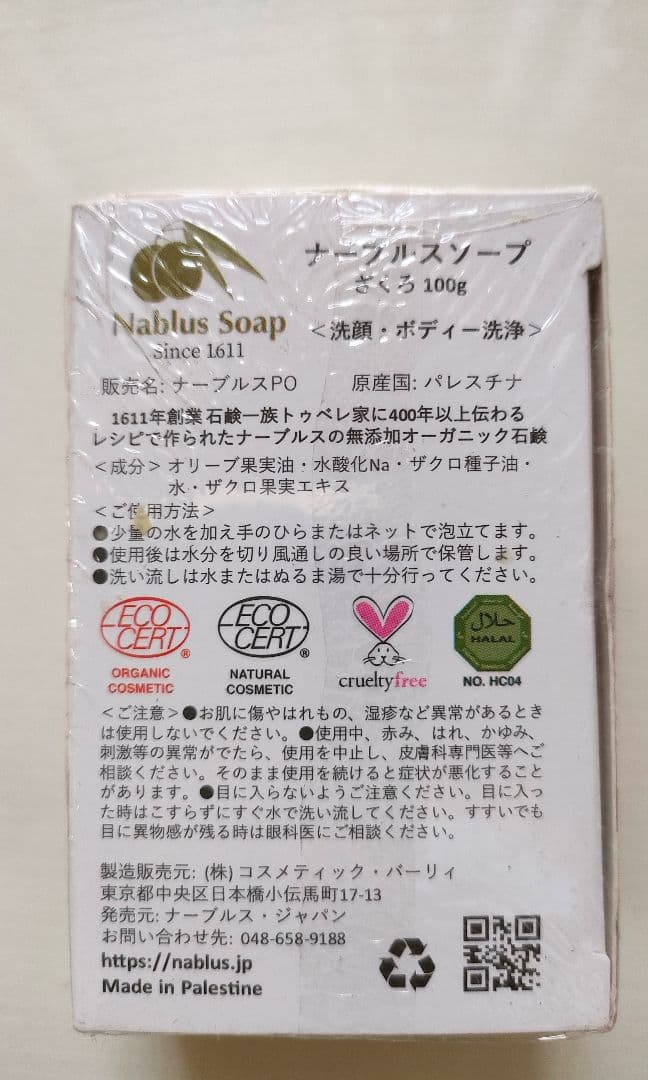 ナーブルスソープ
ざくろ 100g
Nablus Soap
Since 1611
＜洗顔・ボディー洗浄＞
販売名: ナーブルスPO 原産国: パレスチナ
1611年創業 石鹸一族トゥベレ家に400年以上伝わる
レシピで作られたナーブルスの無添加オーガニック石鹸
＜成分＞ オリーブ果実油・水酸化Na・ザクロ種子油・
水・ザクロ果実エキス
＜ご使用方法＞
●少量の水を加え手のひらまたはネットで泡立てます。
●使用後は水分を切り風通しの良い場所で保管します。
●洗い流しは水またはぬるま湯で十分行ってください。
ECO
CERT
®
ORGANIC
COSMETIC
ECO
CERT
®
NATURAL
COSMETIC
crueltyfree
حلال
HALAL
NO. HC04
＜ご注意＞●お肌に傷やはれもの、湿疹など異常があるとき
は使用しないでください。●使用中、赤み、はれ、かゆみ、
刺激等の異常がでたら、使用を中止し、皮膚科専門医等へご
相談ください。そのまま使用を続けると症状が悪化すること
があります。●目に入らないようご注意ください。目に入っ
た時はこすらずにすぐ水で洗い流してください。すすいでも
目に異物感が残る時は眼科医にご相談ください。
製造販売元: (株) コスメティック・バーリィ
東京都中央区日本橋小伝馬町17-13
発売元: ナーブルス・ジャパン
お問い合わせ先: 048-658-9188
https://nablus.jp
Made in Palestine